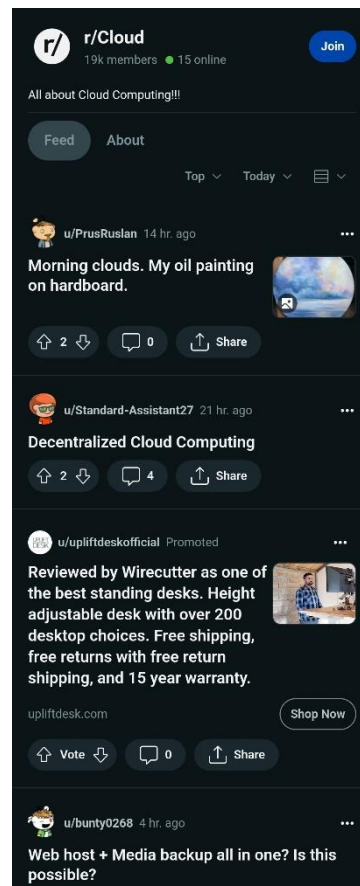 r/
r/Cloud
19k members 15 online
Join
All about Cloud Computing!!!
Feed
About
Top
Today
u/PrusRuslan 14 hr. ago
Morning clouds. My oil painting
on hardboard.
2
0
Share
u/Standard-Assistant27 21 hr. ago
Decentralized Cloud Computing
2
4
Share
UPLIFT
DESK
u/upliftdeskofficial Promoted
Reviewed by Wirecutter as one of
the best standing desks. Height
adjustable desk with over 200
desktop choices. Free shipping,
free returns with free return
shipping, and 15 year warranty.
upliftdesk.com
Shop Now
Vote
0
Share
u/bunty0268 4 hr. ago
Web host + Media backup all in one? Is this
possible?